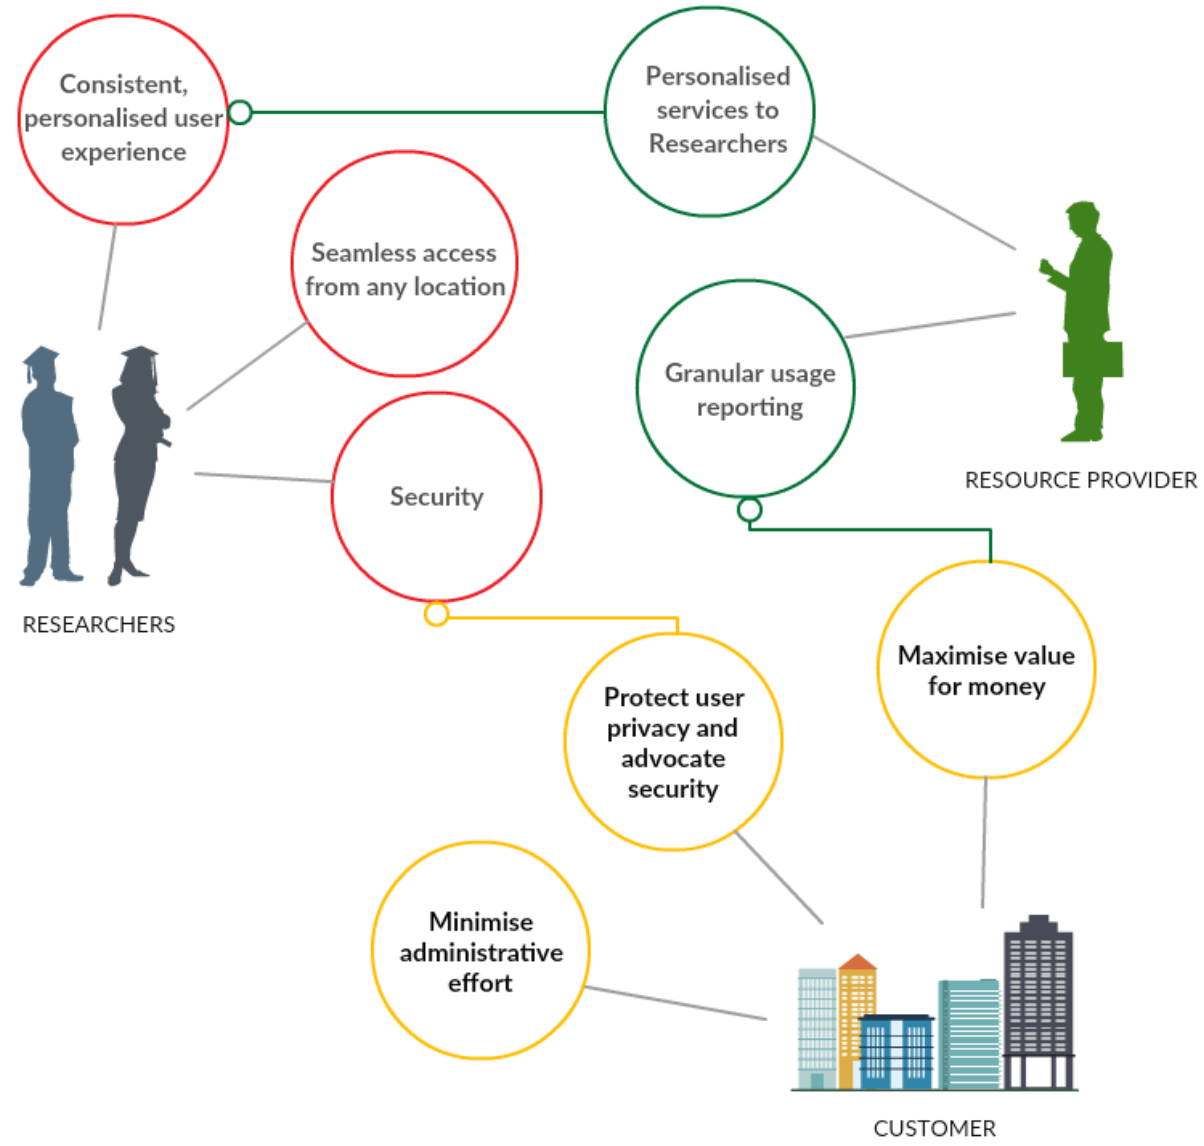 Consistent,
personalised user
experience
Personalised
services to
Researchers
Seamless access
from any location
Granular usage
reporting
RESOURCE PROVIDER
Security
RESEARCHERS
Maximise value
for money
Protect user
privacy and
advocate
security
Minimise
administrative
effort
CUSTOMER